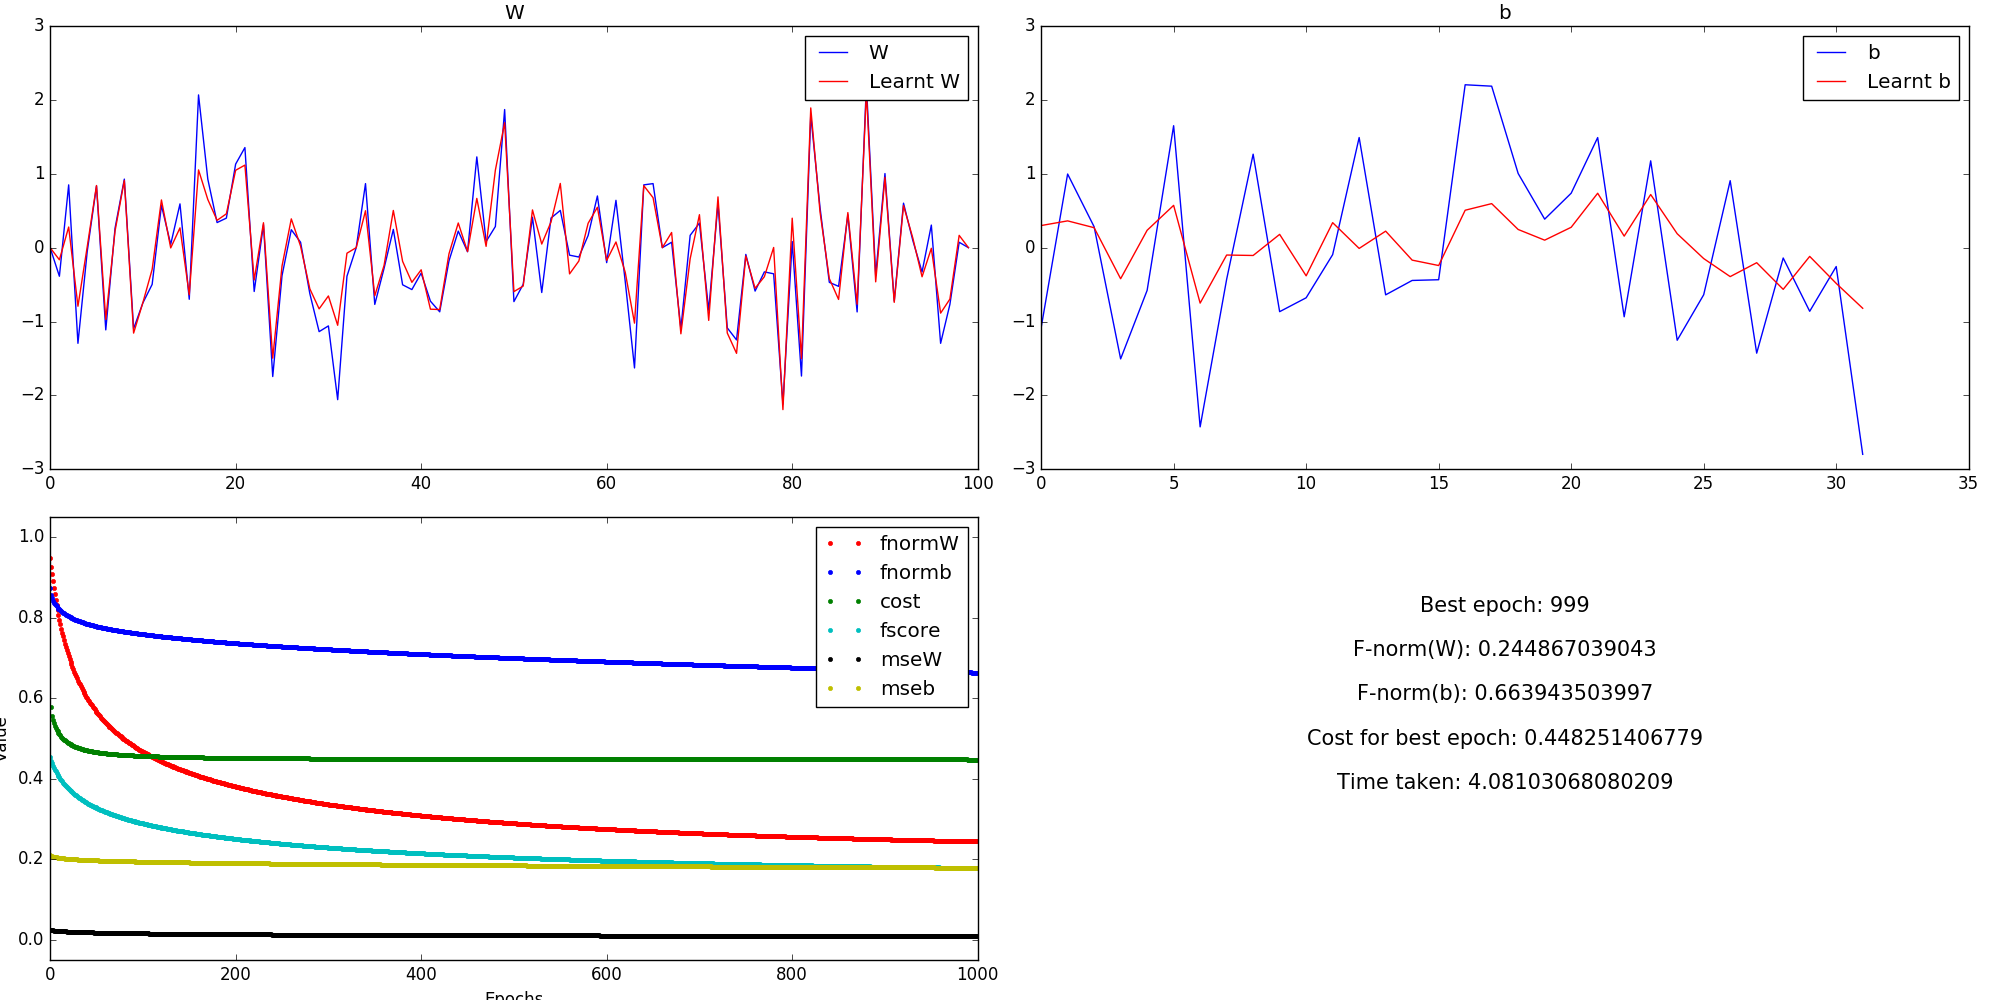 W
3
2
1
0
−1
−2
−3
0 20 40 60 80 100
W
Learnt W
b
3
2
1
0
−1
−2
−3
0 5 10 15 20 25 30 35
b
Learnt b
1.0
0.8
0.6
0.4
0.2
0.0
0 200 400 600 800 1000
Epochs
fnormW
fnormb
cost
fscore
mseW
mseb
Best epoch: 999
F-norm(W): 0.244867039043
F-norm(b): 0.663943503997
Cost for best epoch: 0.448251406779
Time taken: 4.08103068080209